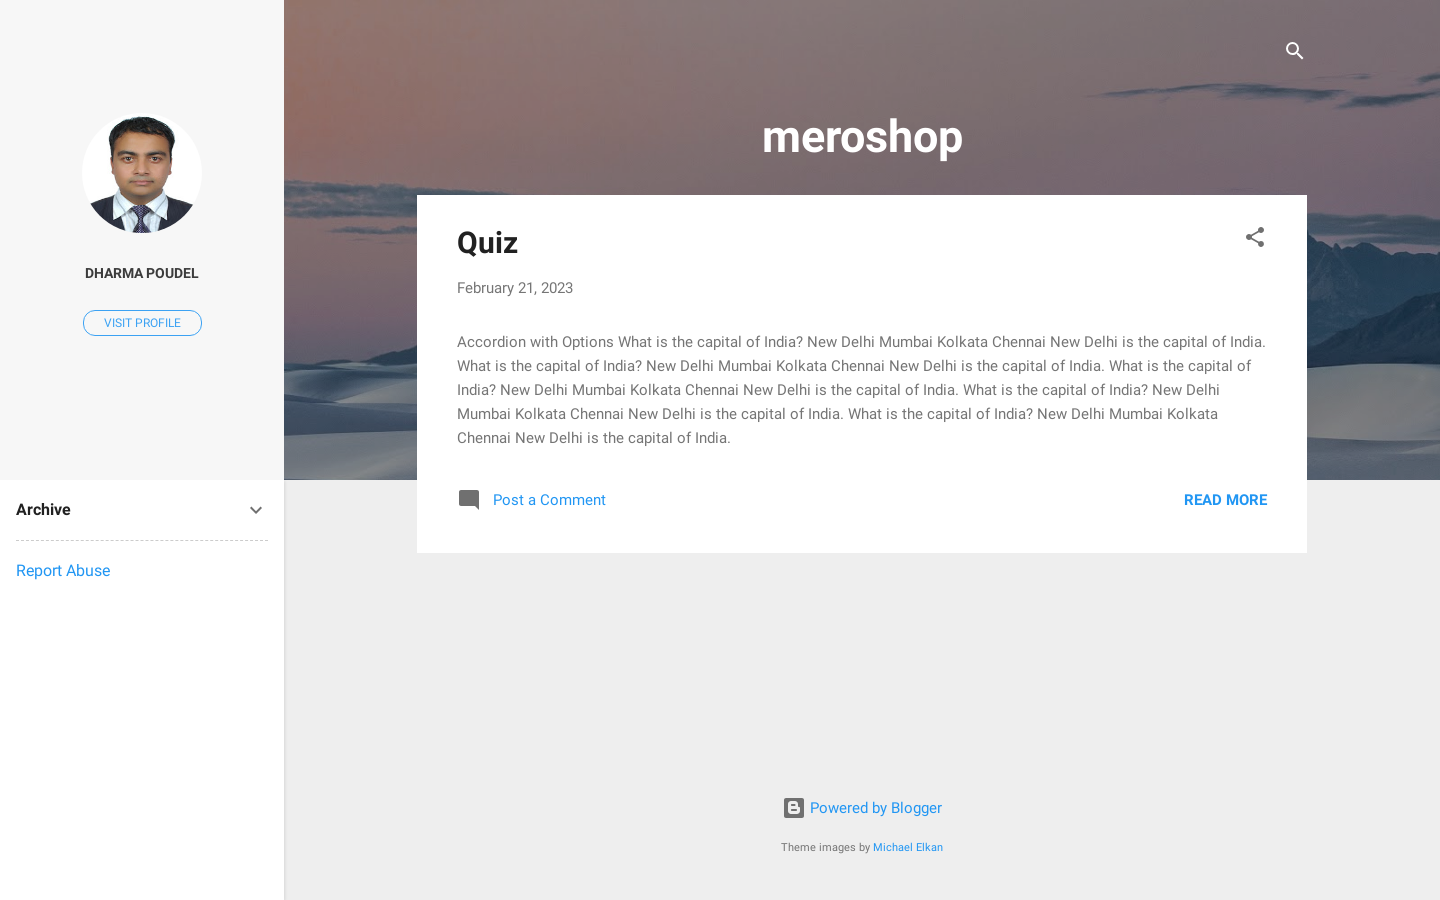 DHARMA POUDEL
VISIT PROFILE
Archive
Report Abuse
meroshop
Quiz
February 21, 2023
Accordion with Options What is the capital of India? New Delhi Mumbai Kolkata Chennai New Delhi is the capital of India.
What is the capital of India? New Delhi Mumbai Kolkata Chennai New Delhi is the capital of India. What is the capital of
India? New Delhi Mumbai Kolkata Chennai New Delhi is the capital of India. What is the capital of India? New Delhi
Mumbai Kolkata Chennai New Delhi is the capital of India. What is the capital of India? New Delhi Mumbai Kolkata
Chennai New Delhi is the capital of India.
Post a Comment
READ MORE
Powered by Blogger
Theme images by Michael Elkan